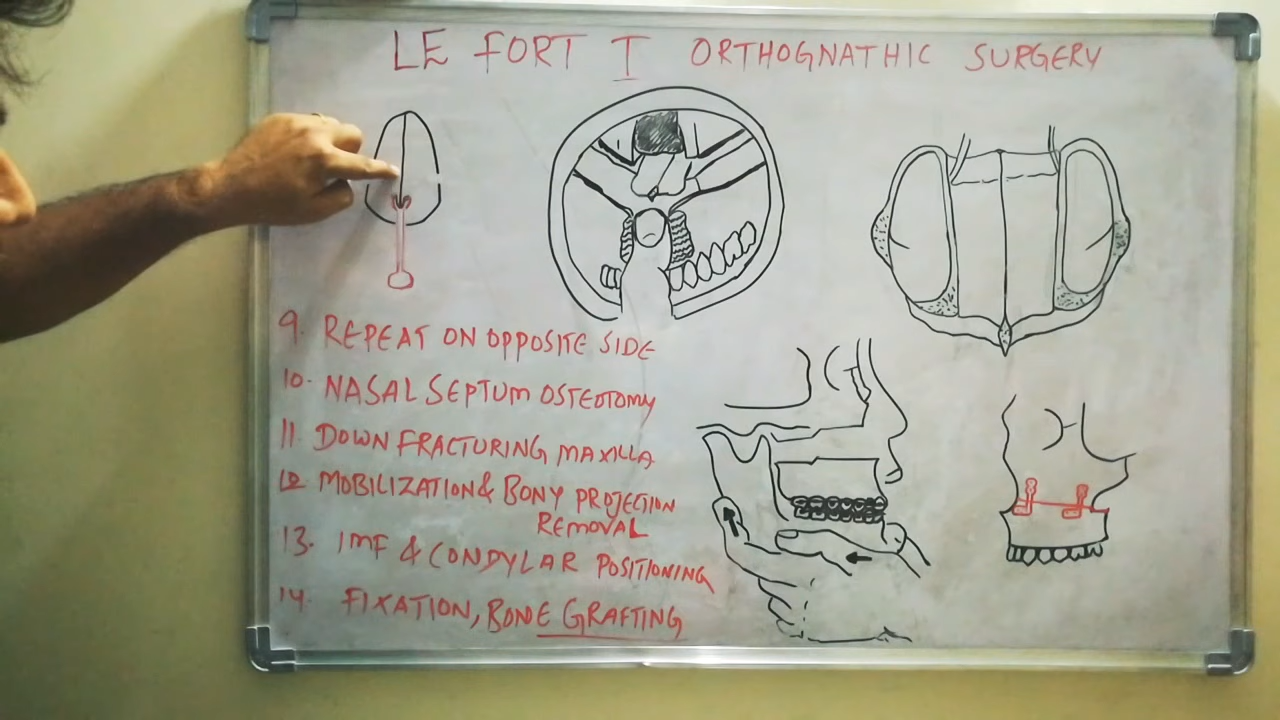 LE FORT I ORTHOGNATHIC SURGERY
9. REPEAT ON OPPOSITE SIDE
10. NASAL SEPTUM OSTEOTOMY
11. DOWN FRACTURING MAXILLA
12 MOBILIZATION & BONY PROJECTION
REMOVAL
13. IMF & CONDYLAR POSITIONING
14. FIXATION, BONE GRAFTING